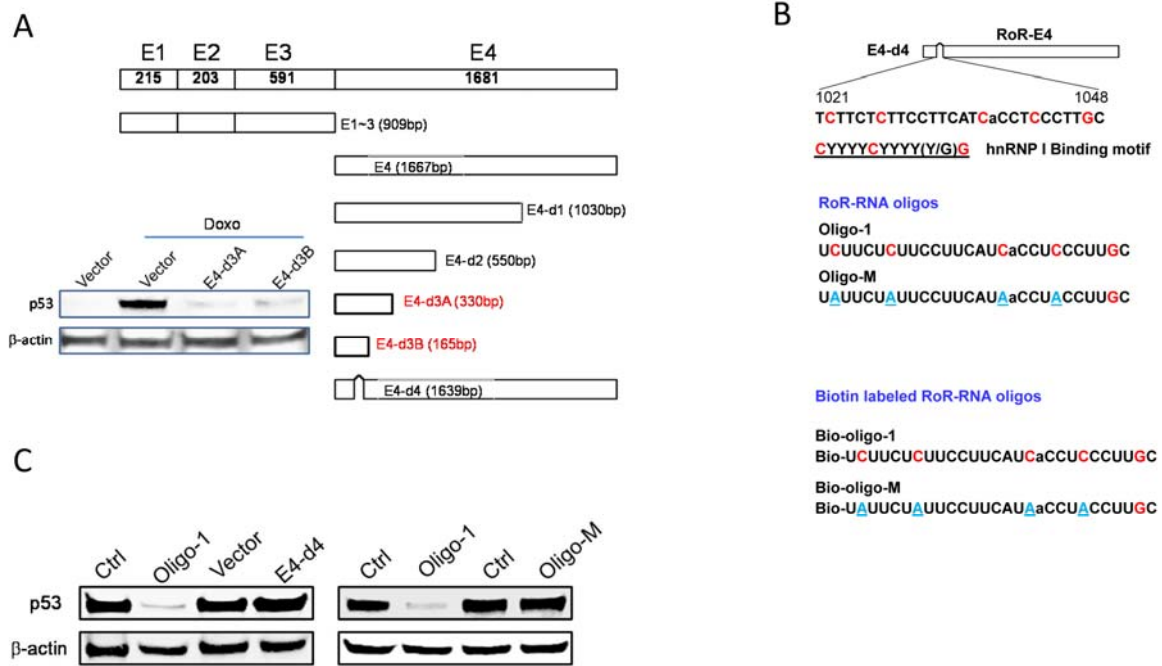 A
E1 E2 E3 E4
215 203 591 1681
E1~3 (909bp)
E4 (1667bp)
E4-d1 (1030bp)
E4-d2 (550bp)
E4-d3A (330bp)
E4-d3B (165bp)
E4-d4 (1639bp)
Doxo
Vector Vector E4-d3A E4-d3B
p53
β-actin
B
RoR-E4
E4-d4
1021 1048
TCTTCTCTTCCTTCATCaCCTCCCTTGC
CYYYYCYYYY(Y/G)G hnRNP I Binding motif
RoR-RNA oligos
Oligo-1
UCUUCUCUUCCUUCAUCaCCUCCCUUGC
Oligo-M
UAUUCUAUUCCUUCAUAaCCUACCUUGC
Biotin labeled RoR-RNA oligos
Bio-oligo-1
Bio-UCUUCUCUUCCUUCAUCaCCUCCCUUGC
Bio-oligo-M
Bio-UAUUCUAUUCCUUCAUAaCCUACCUUGC
C
Ctrl Oligo-1 Vector E4-d4 Ctrl Oligo-1 Ctrl Oligo-M
p53
β-actin